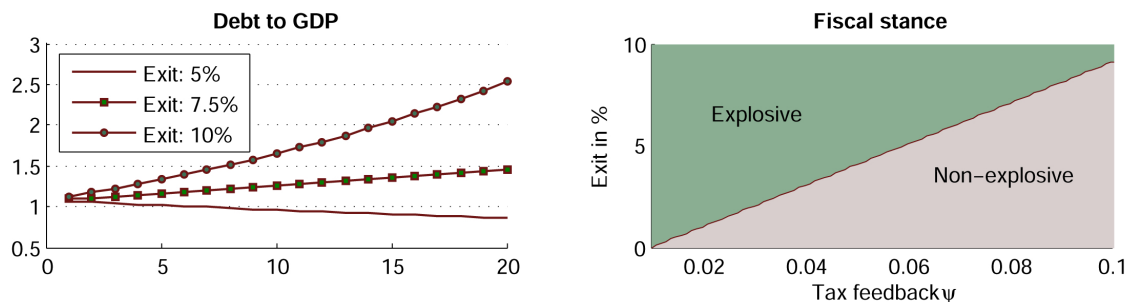 Debt to GDP
3
2.5
2
1.5
1
0.5
0
5
10
15
20
Exit: 5%
Exit: 7.5%
Exit: 10%
Fiscal stance
10
5
0
Exit in %
Explosive
Non−explosive
0.02
0.04
0.06
0.08
0.1
Tax feedback ψ